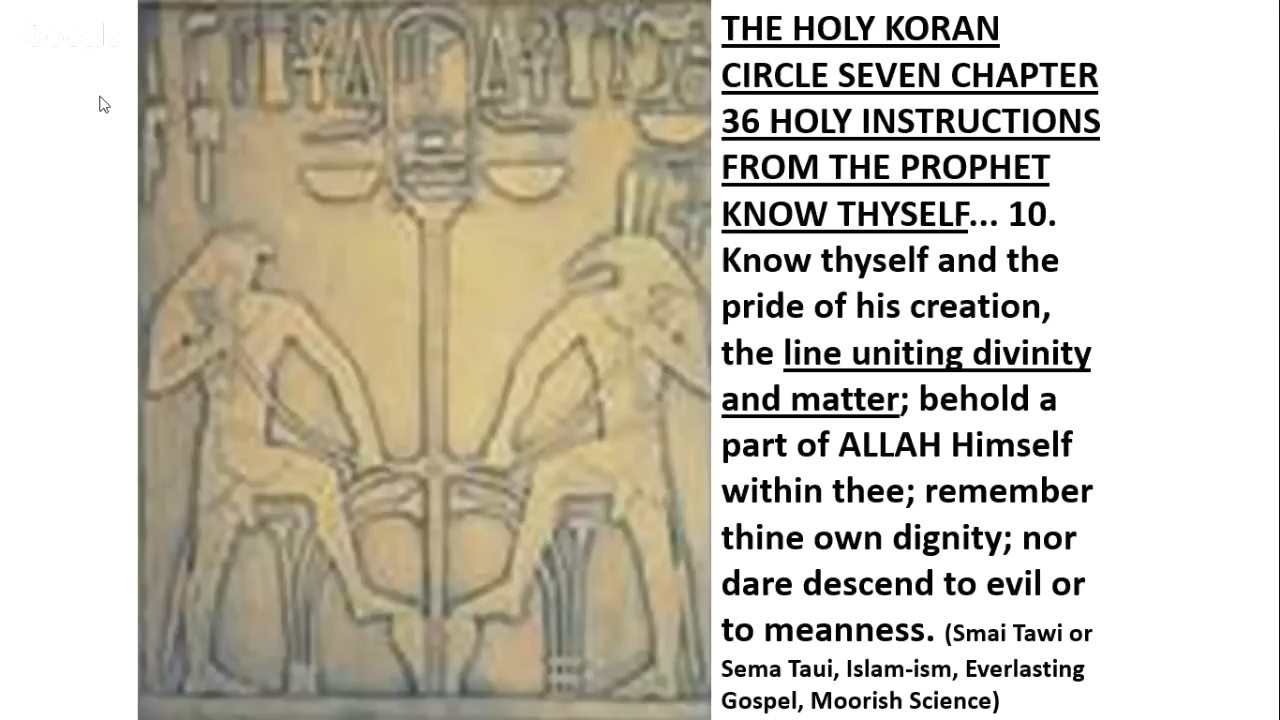 Google
THE HOLY KORAN
CIRCLE SEVEN CHAPTER
36 HOLY INSTRUCTIONS
FROM THE PROPHET
KNOW THYSELF... 10.
Know thyself and the
pride of his creation,
the line uniting divinity
and matter; behold a
part of ALLAH Himself
within thee; remember
thine own dignity; nor
dare descend to evil or
to meanness. (Smai Tawi or
Sema Taui, Islam-ism, Everlasting
Gospel, Moorish Science)